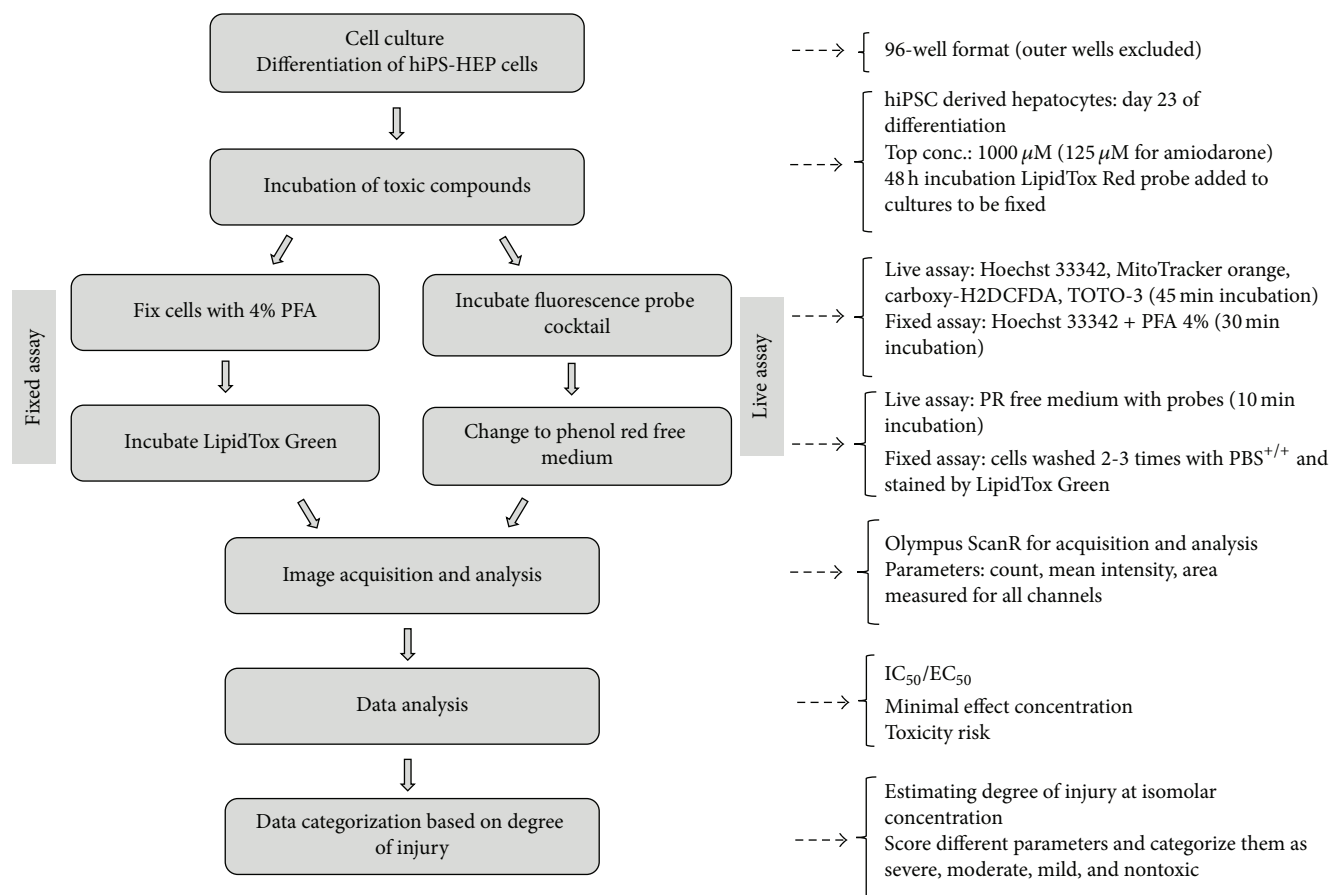 Cell culture
Differentiation of hiPS-HEP cells
96-well format (outer wells excluded)
Incubation of toxic compounds
hiPSC derived hepatocytes: day 23 of
differentiation
Top conc.: 1000 μM (125 μM for amiodarone)
48 h incubation LipidTox Red probe added to
cultures to be fixed
Fixed assay
Fix cells with 4% PFA
Incubate fluorescence probe
cocktail
Live assay
Live assay: Hoechst 33342, MitoTracker orange,
carboxy-H2DCFDA, TOTO-3 (45 min incubation)
Fixed assay: Hoechst 33342 + PFA 4% (30 min
incubation)
Incubate LipidTox Green
Change to phenol red free
medium
Live assay: PR free medium with probes (10 min
incubation)
Fixed assay: cells washed 2-3 times with PBS+/+ and
stained by LipidTox Green
Image acquisition and analysis
Olympus ScanR for acquisition and analysis
Parameters: count, mean intensity, area
measured for all channels
Data analysis
IC50/EC50
Minimal effect concentration
Toxicity risk
Data categorization based on degree
of injury
Estimating degree of injury at isomolar
concentration
Score different parameters and categorize them as
severe, moderate, mild, and nontoxic